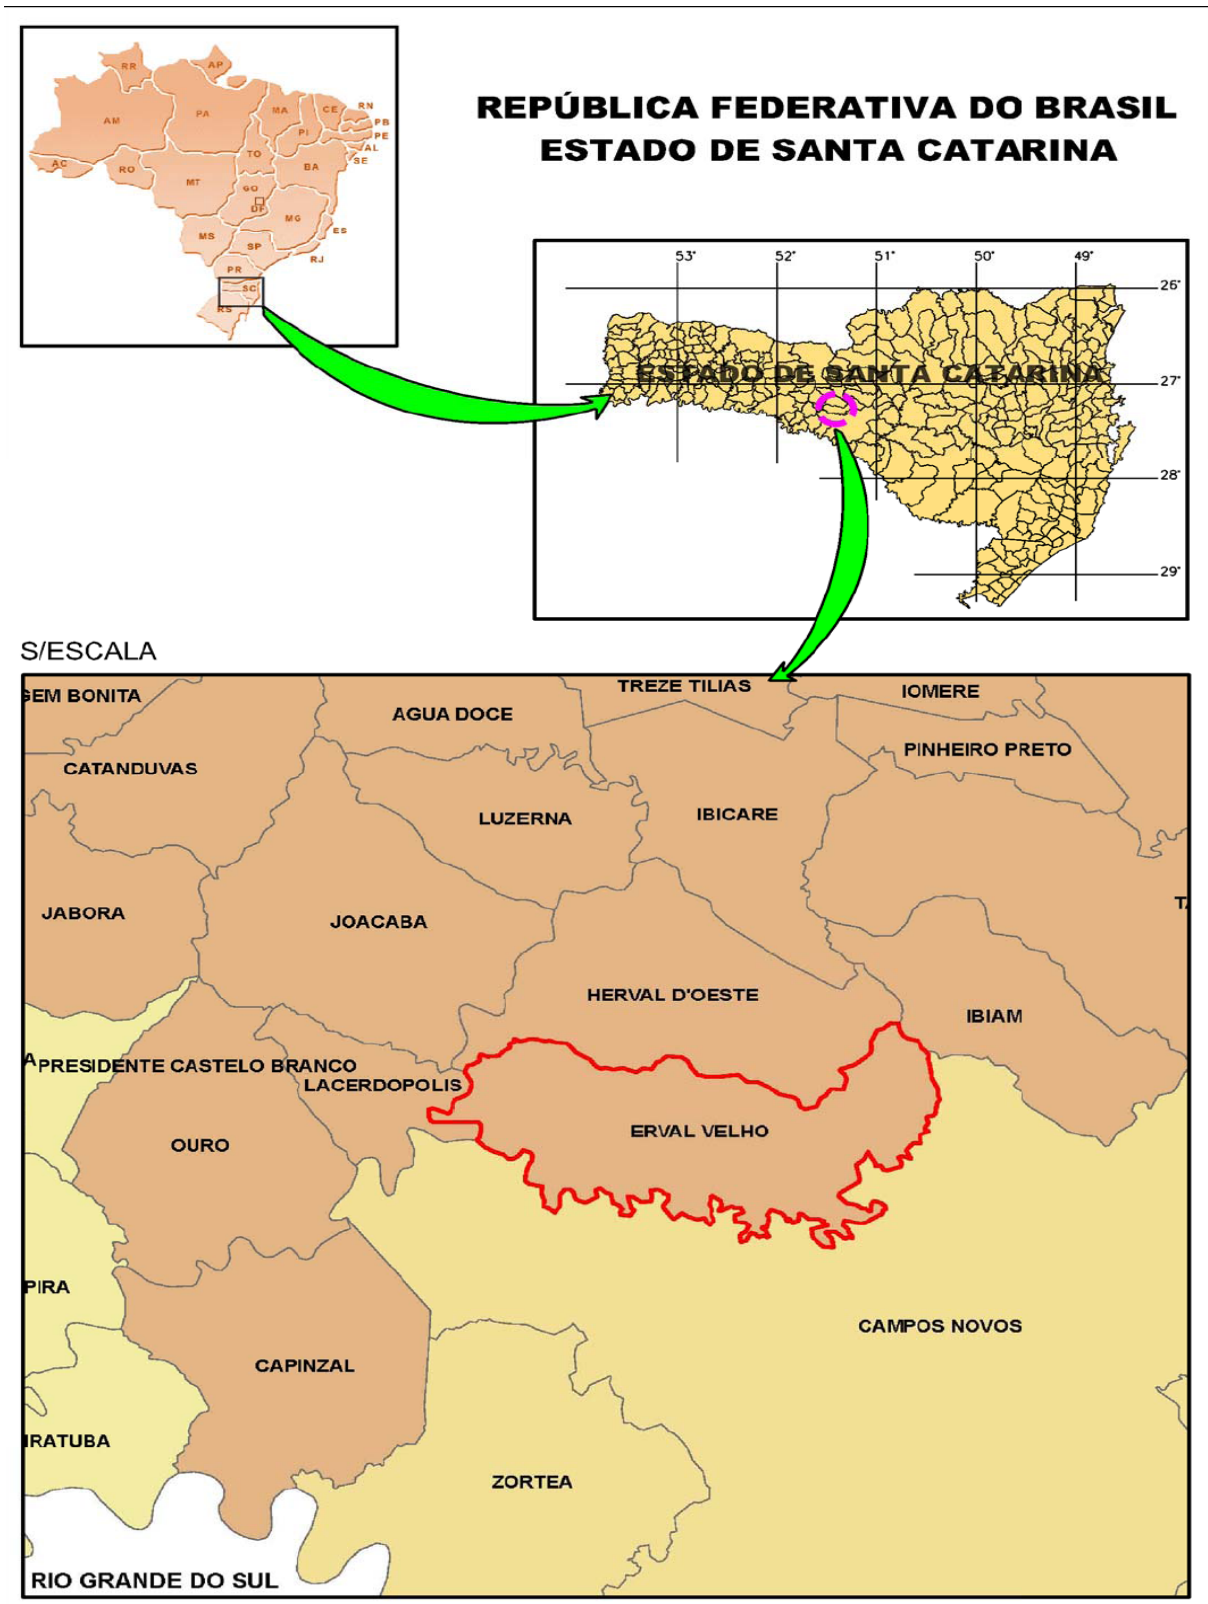 RR
AP
AM
PA
MA
CE
RN
PB
PI
PE
AL
SE
AC
RO
TO
BA
MT
GO
DF
MG
MS
ES
SP
RJ
PR
SC
RS
REPÚBLICA FEDERATIVA DO BRASIL
ESTADO DE SANTA CATARINA
53° 52° 51° 50° 49°
26°
ESTADO DE SANTA CATARINA
27°
28°
29°
S/ESCALA
GEM BONITA
TREZE TILIAS
IOMERE
AGUA DOCE
PINHEIRO PRETO
CATANDUVAS
LUZERNA
IBICARE
JABORA
JOACABA
TA
HERVAL D'OESTE
IBIAM
A
PRESIDENTE CASTELO BRANCO
LACERDOPOLIS
OURO
ERVAL VELHO
PIRA
CAMPOS NOVOS
CAPINZAL
IRATUBA
ZORTEA
RIO GRANDE DO SUL